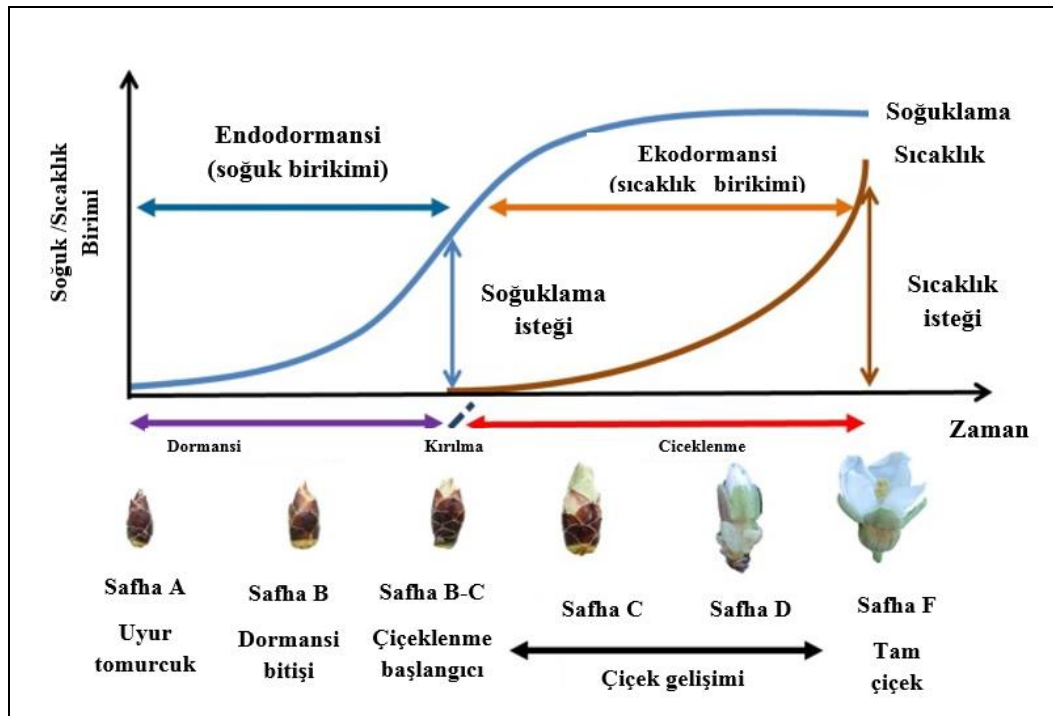 Endodormansi
(soğuk birikimi)
Soğuklama
Sıcaklık
Ekodormansi
(sıcaklık birikimi)
Soğuk /Sıcaklık
Birimi
Soğuklama
isteği
Sıcaklık
isteği
Zaman
Dormansi
Kırılma
Ciceklenme
Safha A
Uyur
tomurcuk
Safha B
Dormansi
bitişi
Safha B-C
Çiçeklenme
başlangıcı
Safha C
Safha D
Çiçek gelişimi
Safha F
Tam
çiçek